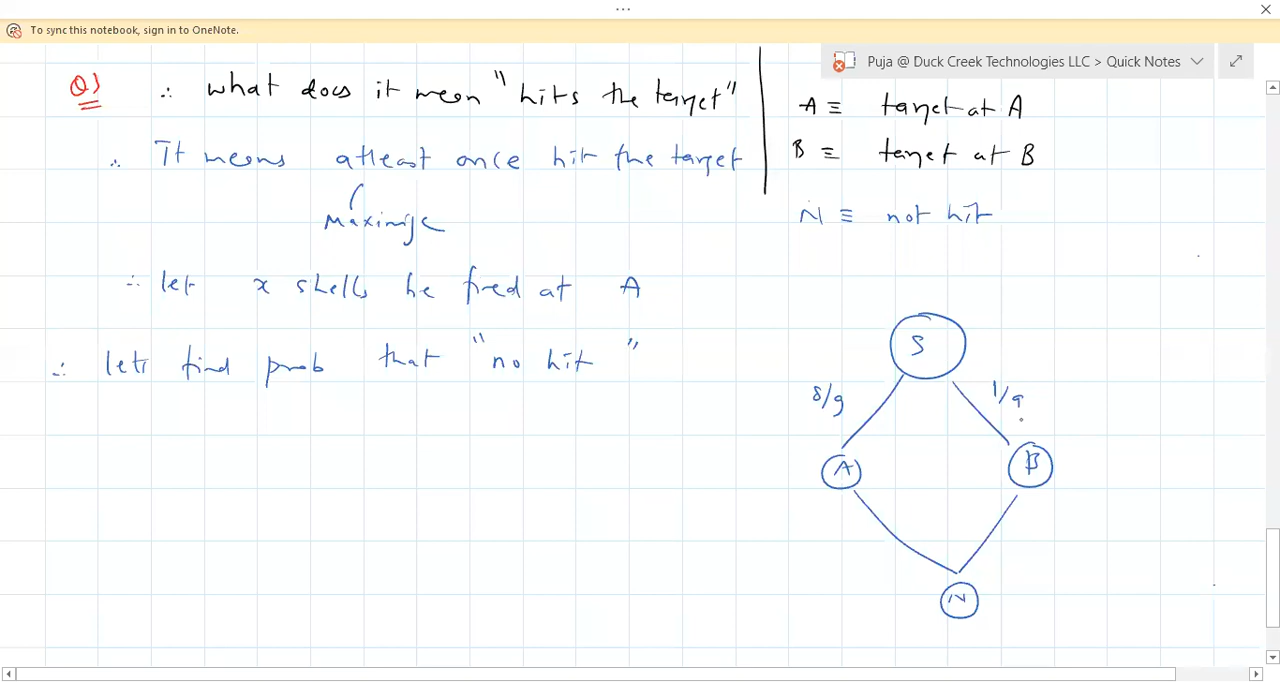 To sync this notebook, sign in to OneNote.
Puja @ Duck Creek Technologies LLC > Quick Notes
Q)
∴ what does it mean "hits the target"
∴ It means atleast once hit the target
Maximize
∴ let x shells be fired at A
∴ lets find prob that "no hit"
A ≡ target at A
B ≡ target at B
N ≡ not hit
S
8/9
1/9
A
B
N